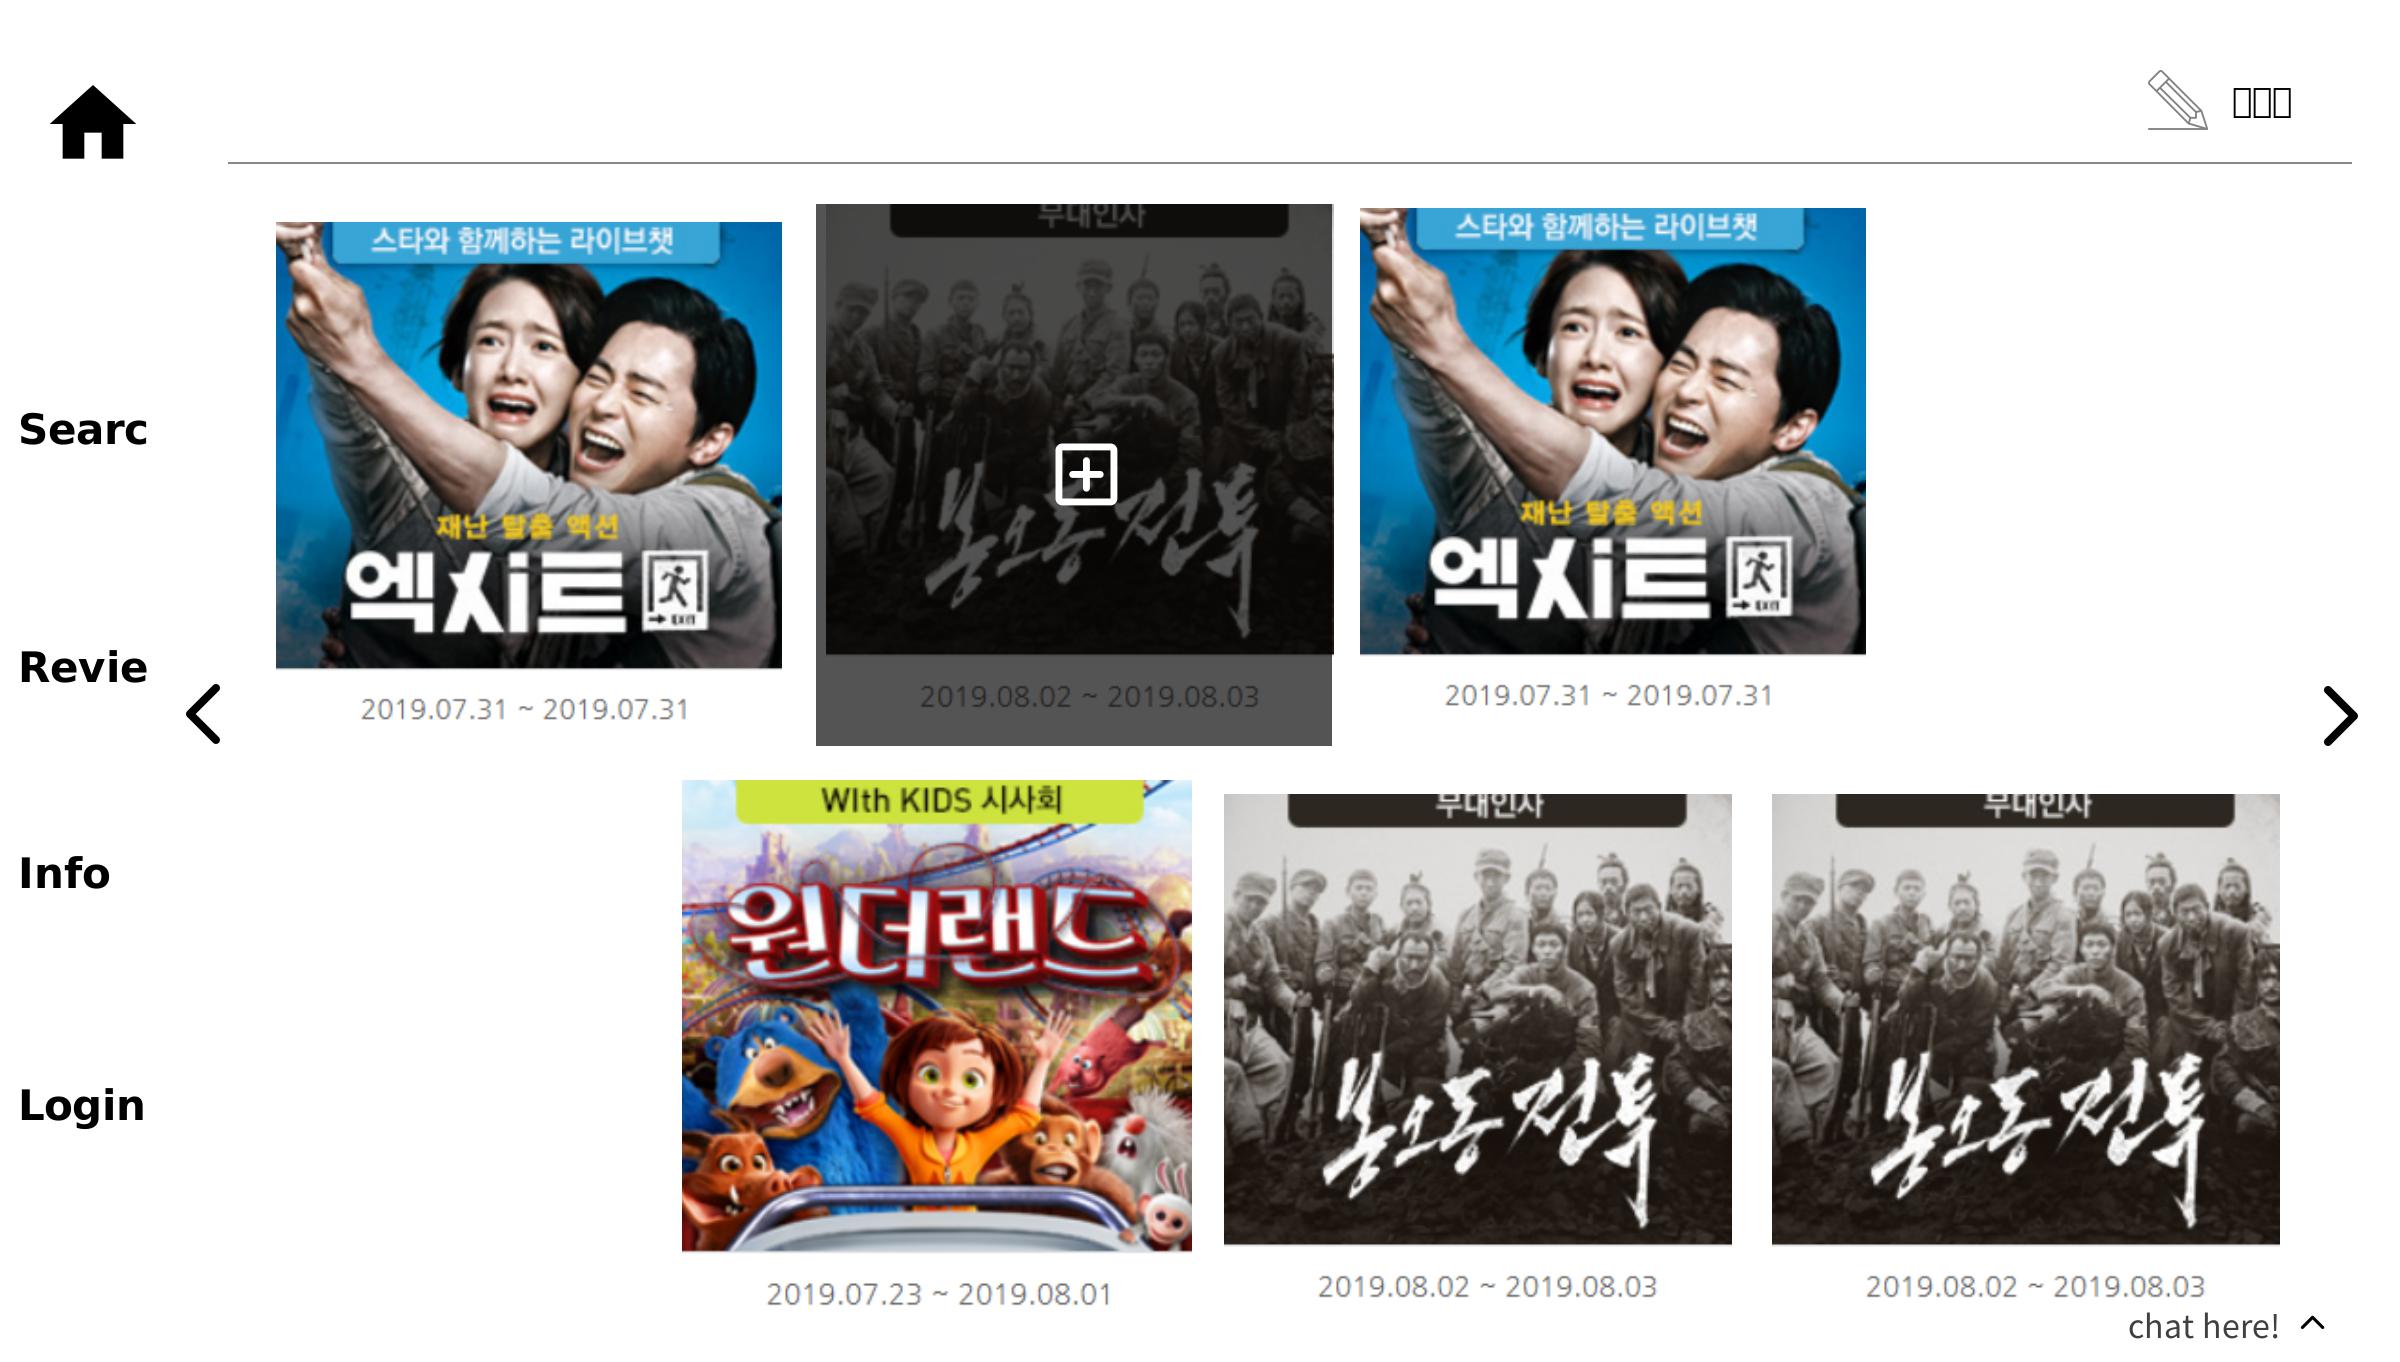 □□□
스타와 함께하는 라이브챗
재난 탈출 액션
엑시트
EXIT
2019.07.31 ~ 2019.07.31
무대인사
봉오동 전투
2019.08.02 ~ 2019.08.03
스타와 함께하는 라이브챗
재난 탈출 액션
엑시트
EXIT
2019.07.31 ~ 2019.07.31
Searc
Revie
Info
Login
WIth KIDS 시사회
원더랜드
2019.07.23 ~ 2019.08.01
무대인사
봉오동 전투
2019.08.02 ~ 2019.08.03
무대인사
봉오동 전투
2019.08.02 ~ 2019.08.03
chat here!